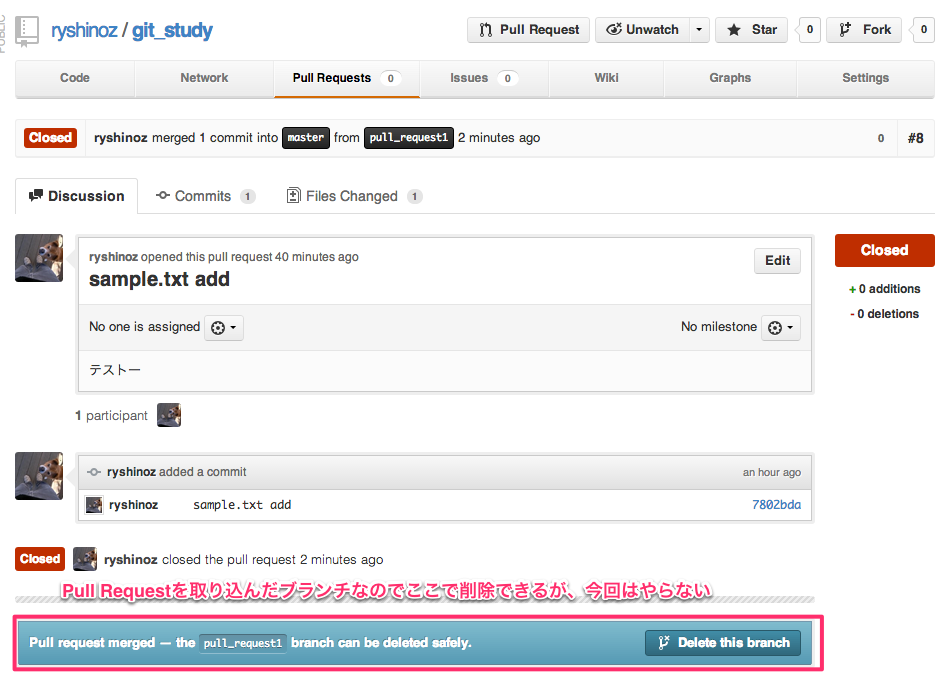 PUBLIC
ryshinoz / git_study
Pull Request
Unwatch
Star
0
Fork
0
Code
Network
Pull Requests 0
Issues 0
Wiki
Graphs
Settings
Closed ryshinoz merged 1 commit into master from pull_request1 2 minutes ago 0 #8
Discussion
Commits 1
Files Changed 1
ryshinoz opened this pull request 40 minutes ago
sample.txt add
Edit
Closed
+ 0 additions
- 0 deletions
No one is assigned
No milestone
テストー
1 participant
ryshinoz added a commit an hour ago
ryshinoz sample.txt add 7802bda
Closed ryshinoz closed the pull request 2 minutes ago
Pull Requestを取り込んだブランチなのでここで削除できるが、今回はやらない
Pull request merged — the pull_request1 branch can be deleted safely.
Delete this branch